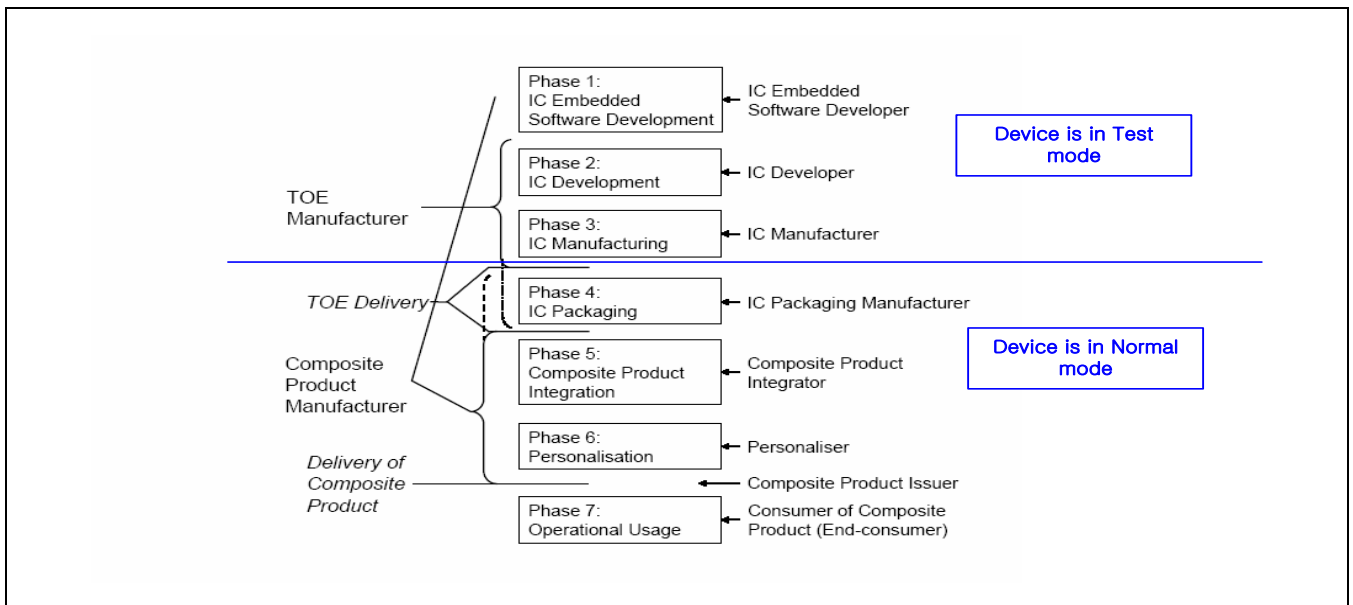 Phase 1:
IC Embedded
Software Development
IC Embedded
Software Developer
Device is in Test
mode
Phase 2:
IC Development
IC Developer
TOE
Manufacturer
Phase 3:
IC Manufacturing
IC Manufacturer
TOE Delivery
Phase 4:
IC Packaging
IC Packaging Manufacturer
Device is in Normal
mode
Composite
Product
Manufacturer
Phase 5:
Composite Product
Integration
Composite Product
Integrator
Phase 6:
Personalisation
Personaliser
Delivery of
Composite
Product
Composite Product Issuer
Phase 7:
Operational Usage
Consumer of Composite
Product (End-consumer)